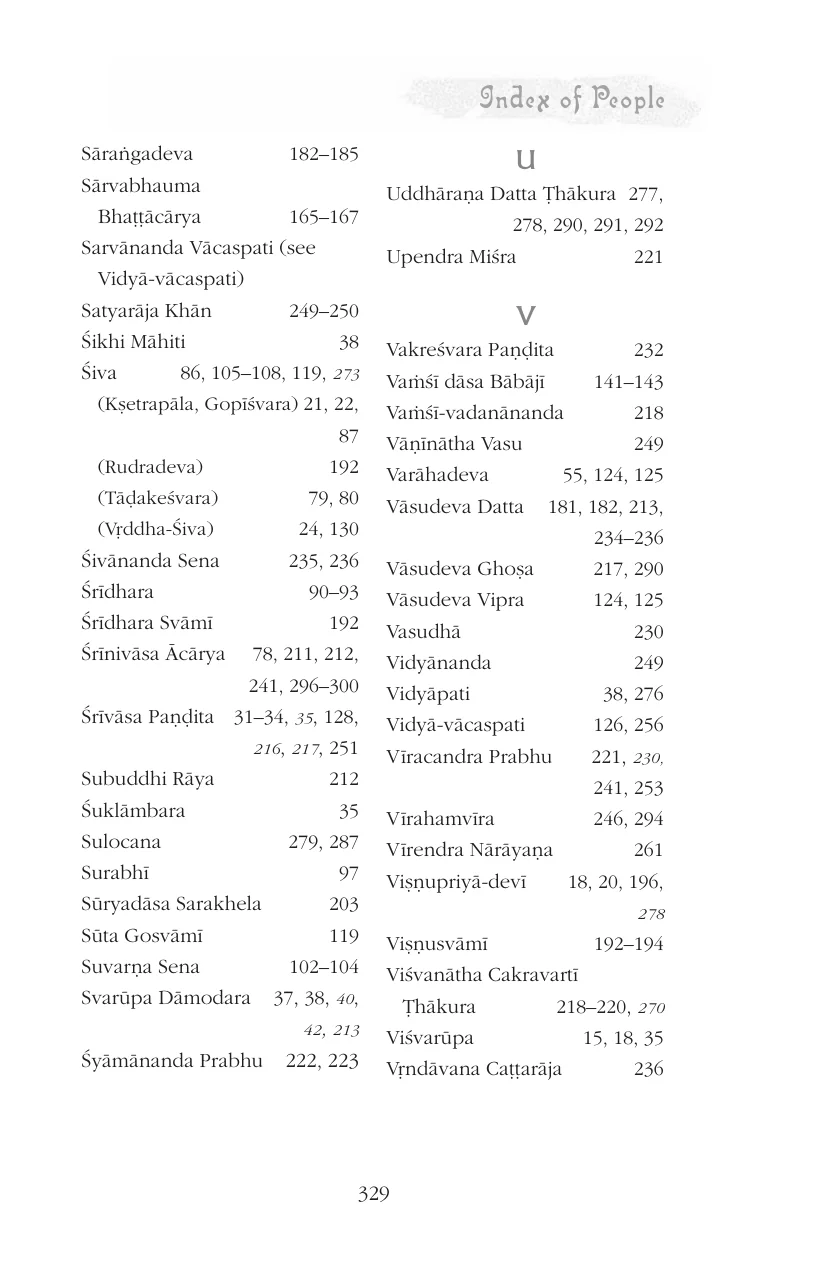 Index of People
Sāraṅgadeva 182–185
Sārvabhauma
Bhaṭṭācārya 165–167
Sarvānanda Vācaspati (see
Vidyā-vācaspati)
Satyarāja Khān 249–250
Śikhi Māhiti 38
Śiva 86, 105–108, 119, 273
(Kṣetrapāla, Gopīśvara) 21, 22,
87
(Rudradeva) 192
(Tāḍakeśvara) 79, 80
(Vṛddha-Śiva) 24, 130
Śivānanda Sena 235, 236
Śrīdhara 90–93
Śrīdhara Svāmī 192
Śrīnivāsa Ācārya 78, 211, 212,
241, 296–300
Śrīvāsa Paṇḍita 31–34, 35, 128,
216, 217, 251
Subuddhi Rāya 212
Śuklāmbara 35
Sulocana 279, 287
Surabhī 97
Sūryadāsa Sarakhela 203
Sūta Gosvāmī 119
Suvarṇa Sena 102–104
Svarūpa Dāmodara 37, 38, 40,
42, 213
Śyāmānanda Prabhu 222, 223
U
Uddhāraṇa Datta Ṭhākura 277,
278, 290, 291, 292
Upendra Miśra 221
V
Vakreśvara Paṇḍita 232
Vaṁśī dāsa Bābājī 141–143
Vaṁśī-vadanānanda 218
Vāṇīnātha Vasu 249
Varāhadeva 55, 124, 125
Vāsudeva Datta 181, 182, 213,
234–236
Vāsudeva Ghoṣa 217, 290
Vāsudeva Vipra 124, 125
Vasudhā 230
Vidyānanda 249
Vidyāpati 38, 276
Vidyā-vācaspati 126, 256
Vīracandra Prabhu 221, 230,
241, 253
Vīrahamvīra 246, 294
Vīrendra Nārāyaṇa 261
Viṣṇupriyā-devī 18, 20, 196,
278
Viṣṇusvāmī 192–194
Viśvanātha Cakravartī
Ṭhākura 218–220, 270
Viśvarūpa 15, 18, 35
Vṛndāvana Caṭṭarāja 236
329